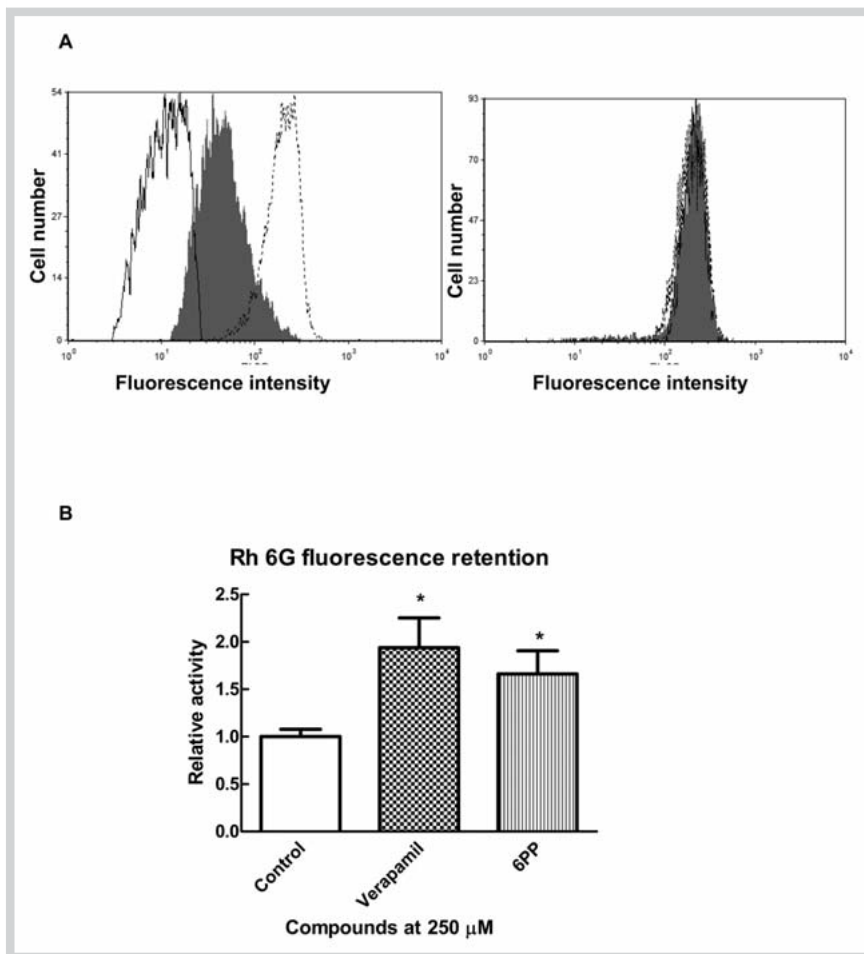 A
54
41
27
14
0
10⁰ 10¹ 10² 10³ 10⁴
Cell number
Fluorescence intensity
93
70
47
23
0
10⁰ 10¹ 10² 10³ 10⁴
Cell number
Fluorescence intensity
B
Rh 6G fluorescence retention
2.5
2.0
1.5
1.0
0.5
0.0
Relative activity
*
*
Control
Verapamil
6PP
Compounds at 250 μM